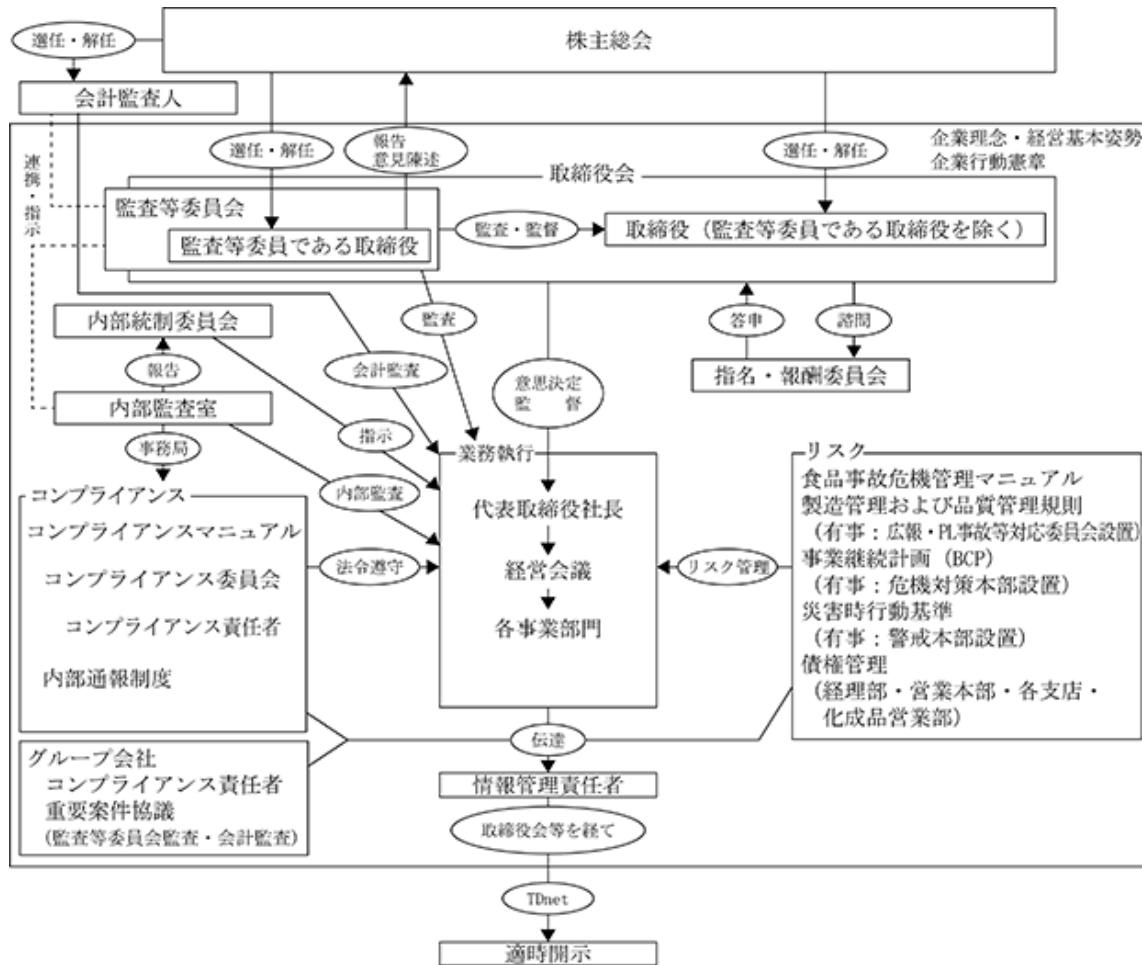 選任・解任
株主総会
会計監査人
選任・解任
報告
意見陳述
選任・解任
企業理念・経営基本姿勢
企業行動憲章
連携・指示
取締役会
監査等委員会
監査等委員である取締役
監査・監督
取締役（監査等委員である取締役を除く）
内部統制委員会
監査
答申
諮問
報告
会計監査
意思決定
監　督
指名・報酬委員会
内部監査室
事務局
指示
内部監査
業務執行
代表取締役社長
経営会議
各事業部門
コンプライアンス
コンプライアンスマニュアル
コンプライアンス委員会
コンプライアンス責任者
内部通報制度
法令遵守
リスク管理
リスク
食品事故危機管理マニュアル
製造管理および品質管理規則
（有事：広報・PL事故等対応委員会設置）
事業継続計画（BCP）
（有事：危機対策本部設置）
災害時行動基準
（有事：警戒本部設置）
債権管理
（経理部・営業本部・各支店・
化成品営業部）
グループ会社
コンプライアンス責任者
重要案件協議
（監査等委員会監査・会計監査）
伝達
情報管理責任者
取締役会等を経て
TDnet
適時開示